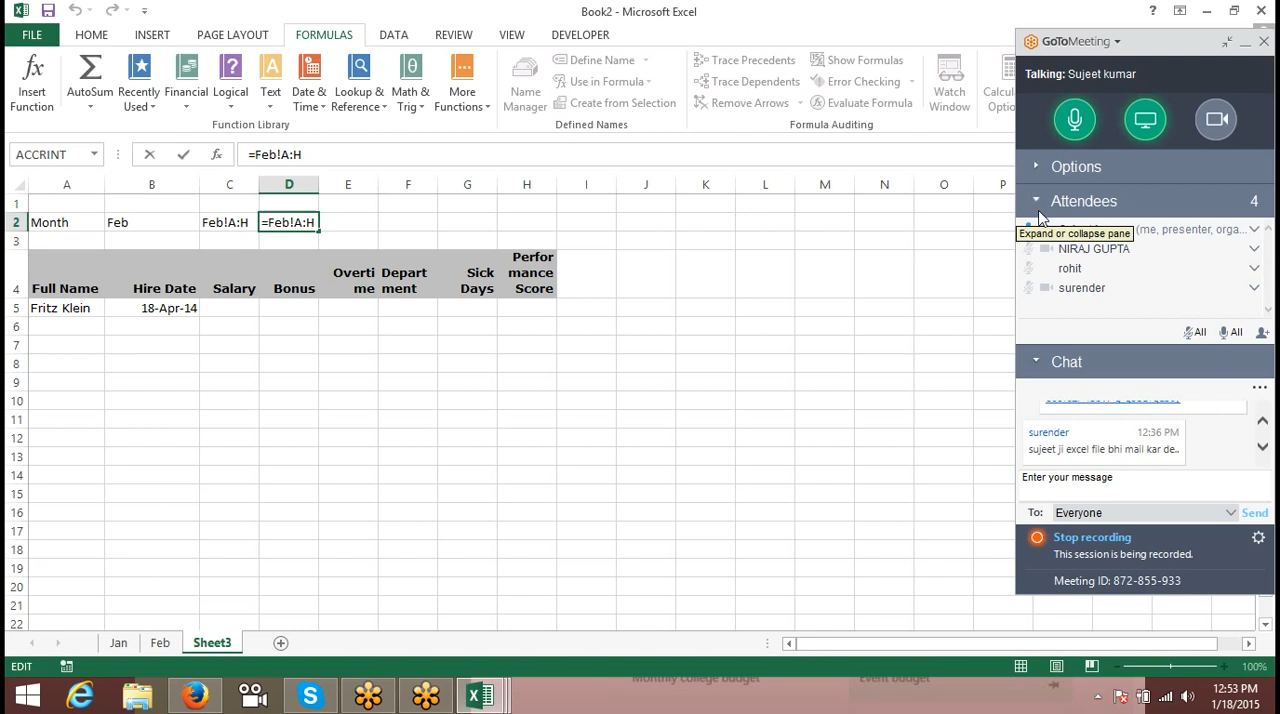 Book2 - Microsoft Excel
FILE HOME INSERT PAGE LAYOUT FORMULAS DATA REVIEW VIEW DEVELOPER
Insert Function
AutoSum
Recently Used
Financial
Logical
Text
Date & Time
Lookup & Reference
Math & Trig
More Functions
Function Library
Name Manager
Define Name
Use in Formula
Create from Selection
Defined Names
Trace Precedents
Trace Dependents
Remove Arrows
Show Formulas
Error Checking
Evaluate Formula
Formula Auditing
Watch Window
ACCRINT
=Feb!A:H
A B C D E F G H I J K L M N O P
1
2 Month Feb Feb!A:H =Feb!A:H
3
4 Full Name Hire Date Salary Bonus Overti me Depart ment Sick Days Perfor mance Score
5 Fritz Klein 18-Apr-14
6
7
8
9
10
11
12
13
14
15
16
17
18
19
20
21
22
Jan Feb Sheet3
EDIT
100%
GoToMeeting
Talking: Sujeet kumar
Options
Attendees 4
(me, presenter, orga...
Expand or collapse pane
NIRAJ GUPTA
rohit
surender
All All
Chat
surender 12:36 PM
sujeet ji excel file bhi mail kar de..
Enter your message
To: Everyone Send
Stop recording
This session is being recorded.
Meeting ID: 872-855-933
Monthly college budget
Event budget
12:53 PM
1/18/2015